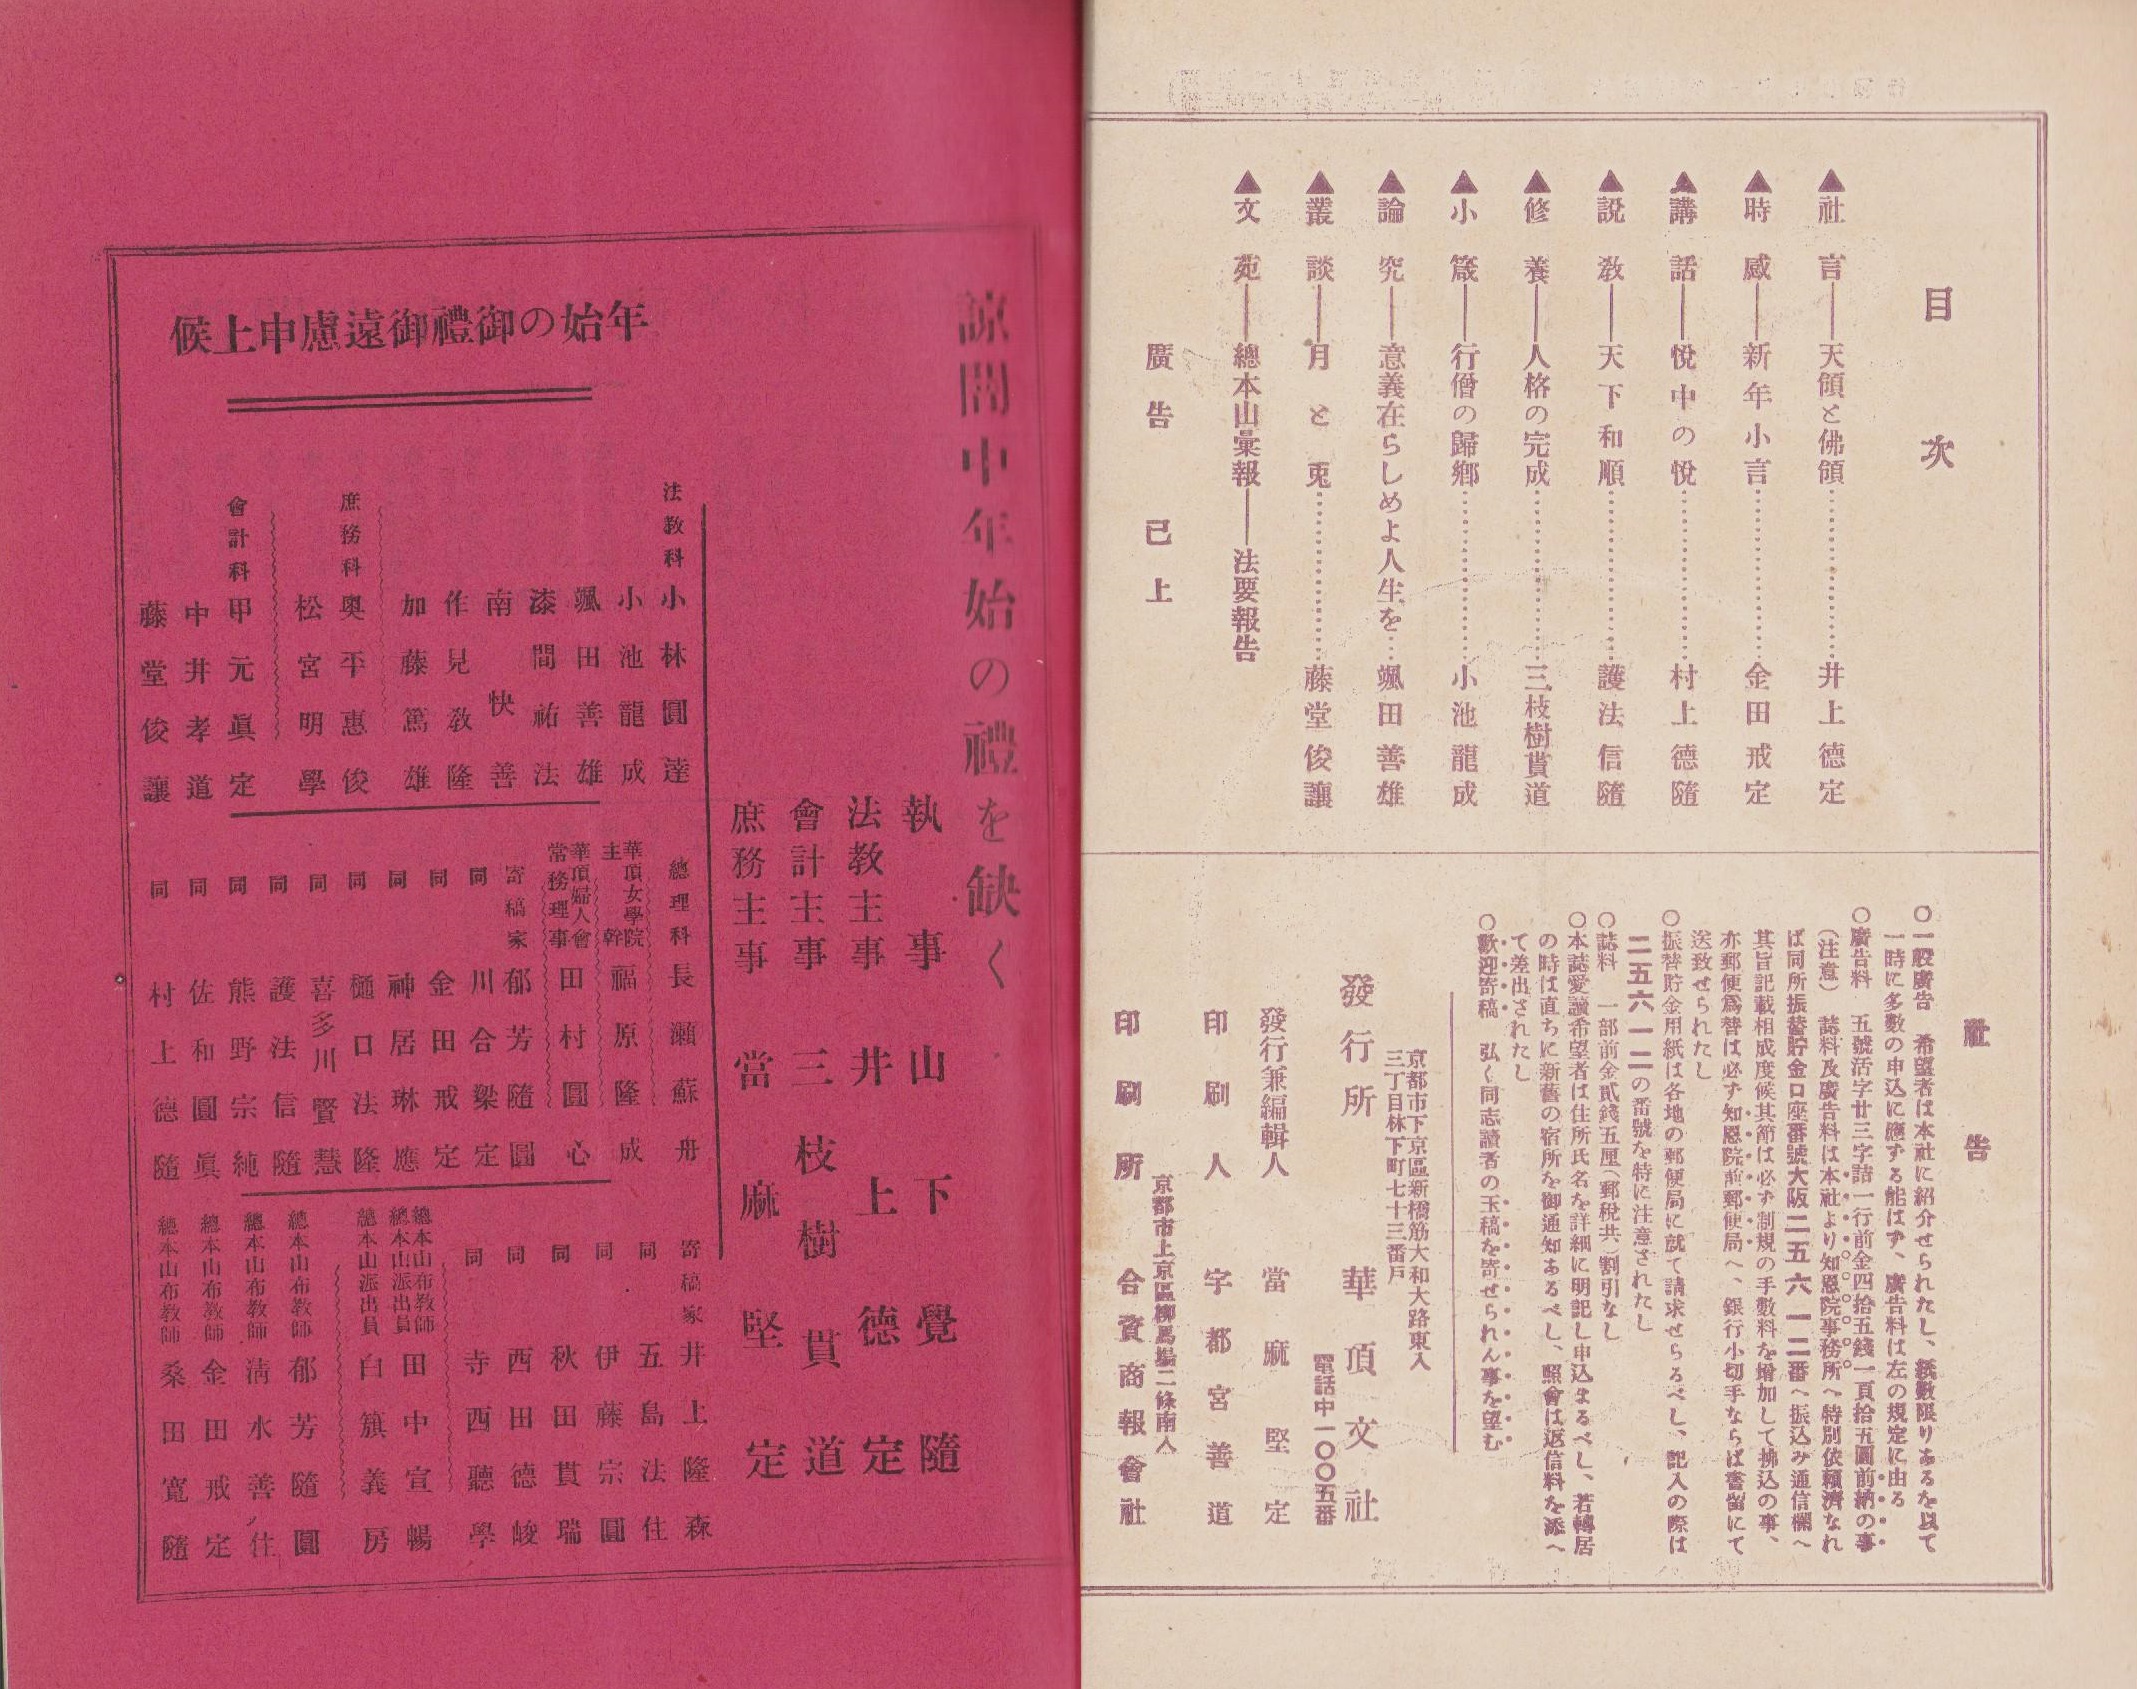 目次
▲社言――天領と佛領…………井上德定
▲時感――新年小言…………金田戒定
▲講話――悅中の悅…………村上德隨
▲說敎――天下和順…………護法信隨
▲修養――人格の完成…………三枝樹貫道
▲小箴――行僧の歸鄕…………小池龍成
▲論究――意義在らしめよ人生を…颯田善雄
▲叢談――月と兎…………藤堂俊讓
▲文苑――總本山彙報――法要報告
廣告 已上
社告
○一般廣告 希望者は本社に紹介せられたし、紙數限りあるを以て
一時に多數の申込に應ずる能はず、廣告料は左の規定に由る
○廣告料 五號活字廿三字詰一行前金四拾五錢一頁拾五圓前納の事
(注意) 誌料及廣告料は本社より知恩院事務所へ特別依賴濟なれ
ば同所振替貯金口座番號大阪二五六一二番へ振込み通信欄へ
其旨記載相成度候其節は必ず割規の手數料を增加して拂込の事、
亦郵便爲替は必ず知恩院前郵便局へ、銀行小切手ならば書留にて
送致せられたし
○振替貯金用紙は各地の郵便局に就て請求せらるべし、記入の際は
二五六一二の番號を特に注意されたし
○誌料 一部前金貳錢五厘(郵稅共)割引なし
○本誌愛讀希望者は住所氏名を詳細に明記し申込まるべし、若轉居
の時は直ちに新舊の宿所を御通知あるべし、照會は返信料を添へ
て差出されたし
○歡迎寄稿 弘く同志讀者の玉稿を寄せられん事を望む
京都市下京區新橋筋大和大路東入
三丁目林下町七十三番戶
發行所 華頂文社
電話中一〇〇五番
發行兼編輯人 當麻堅定
印刷人 宇都宮善道
京都市上京區柳馬場二條南入
印刷所 合資商報會社
諒闇中年始の禮を缺く
執事 山下覺隨
法敎主事 井上德定
會計主事 三枝樹貫道
庶務主事 當麻堅定
年始の御禮御遠慮申上候
法敎科 小林圓達
小池龍成
颯田善雄
漆間祐法
南快善
作見敎隆
加藤篤雄
庶務科 奧平惠俊
松宮明學
會計科 甲元眞定
中井孝道
藤堂俊讓
總理科 長瀨蘇舟
華頂女學院主幹 福原隆成
華頂婦人會常務理事 田村圓心
寄稿家 郁芳隨圓
同 川合梁定
同 金田戒定
同 神居琳應
同 樋口法隆
同 喜多川賢慧
同 護法信隨
同 熊野宗純
同 佐和圓眞
同 村上德隨
寄稿家 井上隆森
同 五島法住
同 伊藤宗圓
同 秋田貫瑞
同 西田德峻
同 寺西聽學
總本山布敎師
總本山派出員 田中宣暢
總本山派出員 白籏義房
總本山布敎師 郁芳隨圓
總本山布敎師 淸水善住
總本山布敎師 金田戒定
總本山布敎師 桑田寬隨